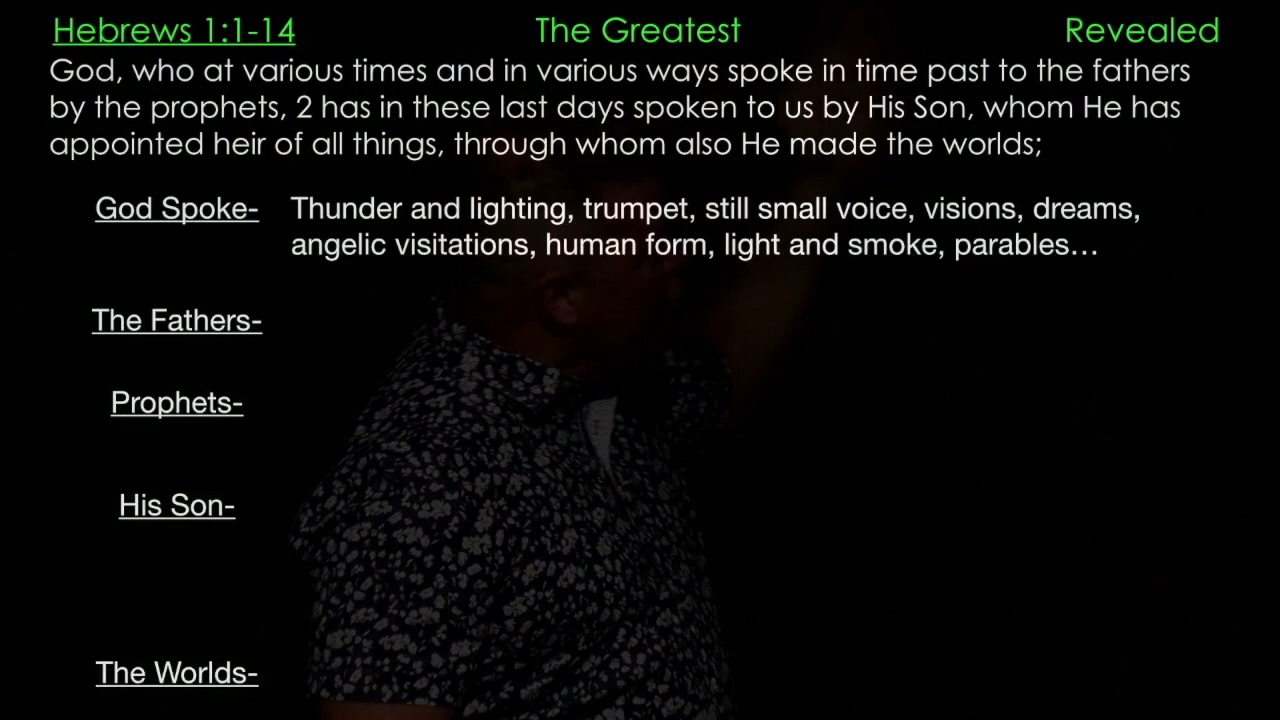 Hebrews 1:1-14 The Greatest Revealed
God, who at various times and in various ways spoke in time past to the fathers
by the prophets, 2 has in these last days spoken to us by His Son, whom He has
appointed heir of all things, through whom also He made the worlds;
God Spoke- Thunder and lighting, trumpet, still small voice, visions, dreams,
angelic visitations, human form, light and smoke, parables…
The Fathers-
Prophets-
His Son-
The Worlds-